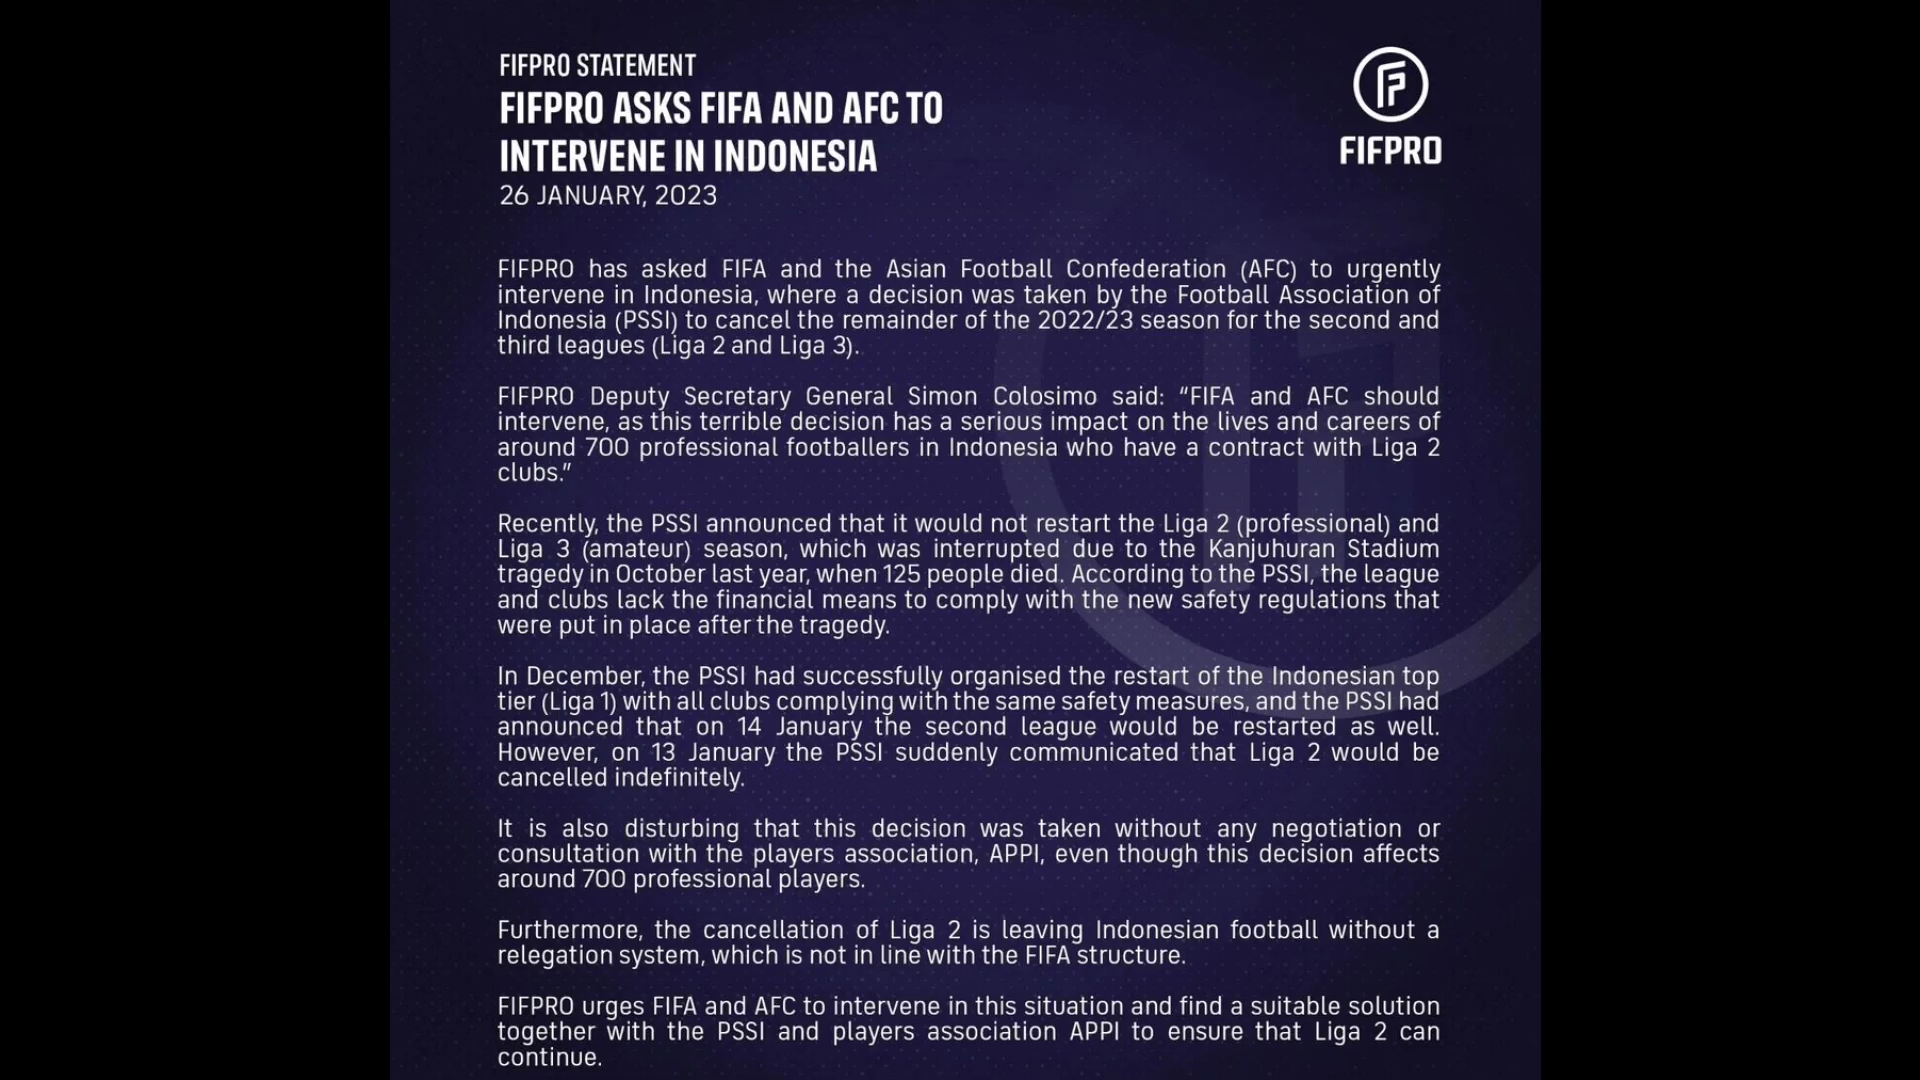 FIFPRO STATEMENT
FIFPRO ASKS FIFA AND AFC TO
INTERVENE IN INDONESIA
26 JANUARY, 2023
FIFPRO
FIFPRO has asked FIFA and the Asian Football Confederation (AFC) to urgently
intervene in Indonesia, where a decision was taken by the Football Association of
Indonesia (PSSI) to cancel the remainder of the 2022/23 season for the second and
third leagues (Liga 2 and Liga 3).
FIFPRO Deputy Secretary General Simon Colosimo said: “FIFA and AFC should
intervene, as this terrible decision has a serious impact on the lives and careers of
around 700 professional footballers in Indonesia who have a contract with Liga 2
clubs.”
Recently, the PSSI announced that it would not restart the Liga 2 (professional) and
Liga 3 (amateur) season, which was interrupted due to the Kanjuhuran Stadium
tragedy in October last year, when 125 people died. According to the PSSI, the league
and clubs lack the financial means to comply with the new safety regulations that
were put in place after the tragedy.
In December, the PSSI had successfully organised the restart of the Indonesian top
tier (Liga 1) with all clubs complying with the same safety measures, and the PSSI had
announced that on 14 January the second league would be restarted as well.
However, on 13 January the PSSI suddenly communicated that Liga 2 would be
cancelled indefinitely.
It is also disturbing that this decision was taken without any negotiation or
consultation with the players association, APPI, even though this decision affects
around 700 professional players.
Furthermore, the cancellation of Liga 2 is leaving Indonesian football without a
relegation system, which is not in line with the FIFA structure.
FIFPRO urges FIFA and AFC to intervene in this situation and find a suitable solution
together with the PSSI and players association APPI to ensure that Liga 2 can
continue.